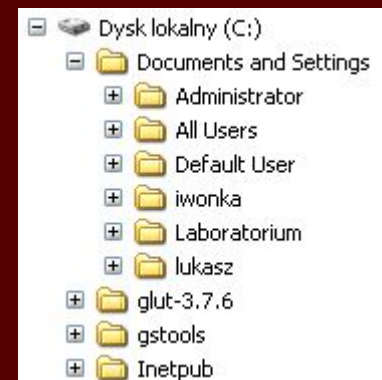 Dysk lokalny (C:)
Documents and Settings
Administrator
All Users
Default User
iwonka
Laboratorium
lukasz
glut-3.7.6
gstools
Inetpub